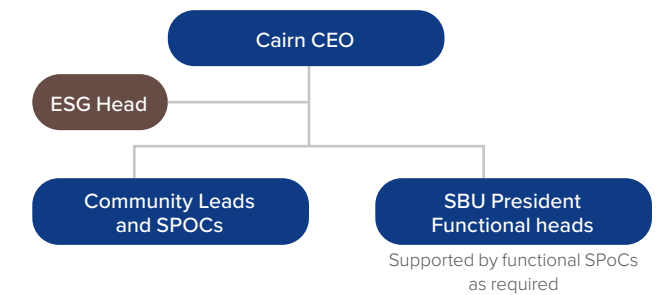 Cairn CEO
ESG Head
Community Leads
and SPOCs
SBU President
Functional heads
Supported by functional SPoCs
as required